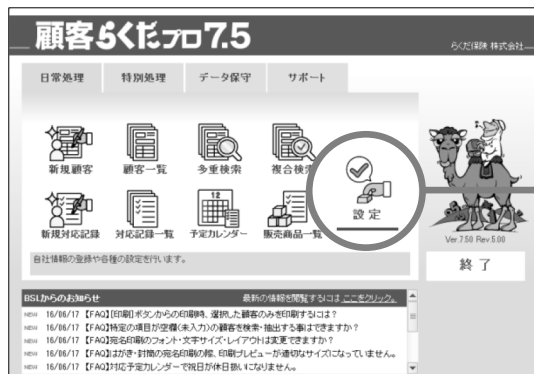 顧客らくだプロ7.5
らくだ保険 株式会社
日常処理 特別処理 データ保守 サポート
新規顧客 顧客一覧 多重検索 複合検索 設定
新規対応記録 対応記録一覧 予定カレンダー 販売商品一覧
12
Ver.7.50 Rev.5.00
終了
自社情報の登録や各種の設定を行います。
BSLからのお知らせ 最新の情報を閲覧するにはここをクリック。
NEW 16/06/17 【FAQ】[印刷]ボタンからの印刷時、選択した顧客のみを印刷するには？
NEW 16/06/17 【FAQ】特定の項目が空欄(未入力)の顧客を検索・抽出する事はできますか？
NEW 16/06/17 【FAQ】宛名印刷のフォント・文字サイズ・レイアウトは変更できますか？
NEW 16/06/17 【FAQ】はがき・封筒の宛名印刷の際、印刷プレビューが適切なサイズになっていません。
NEW 16/06/17 【FAQ】対応予定カレンダーで祝日が休日扱いになりません。